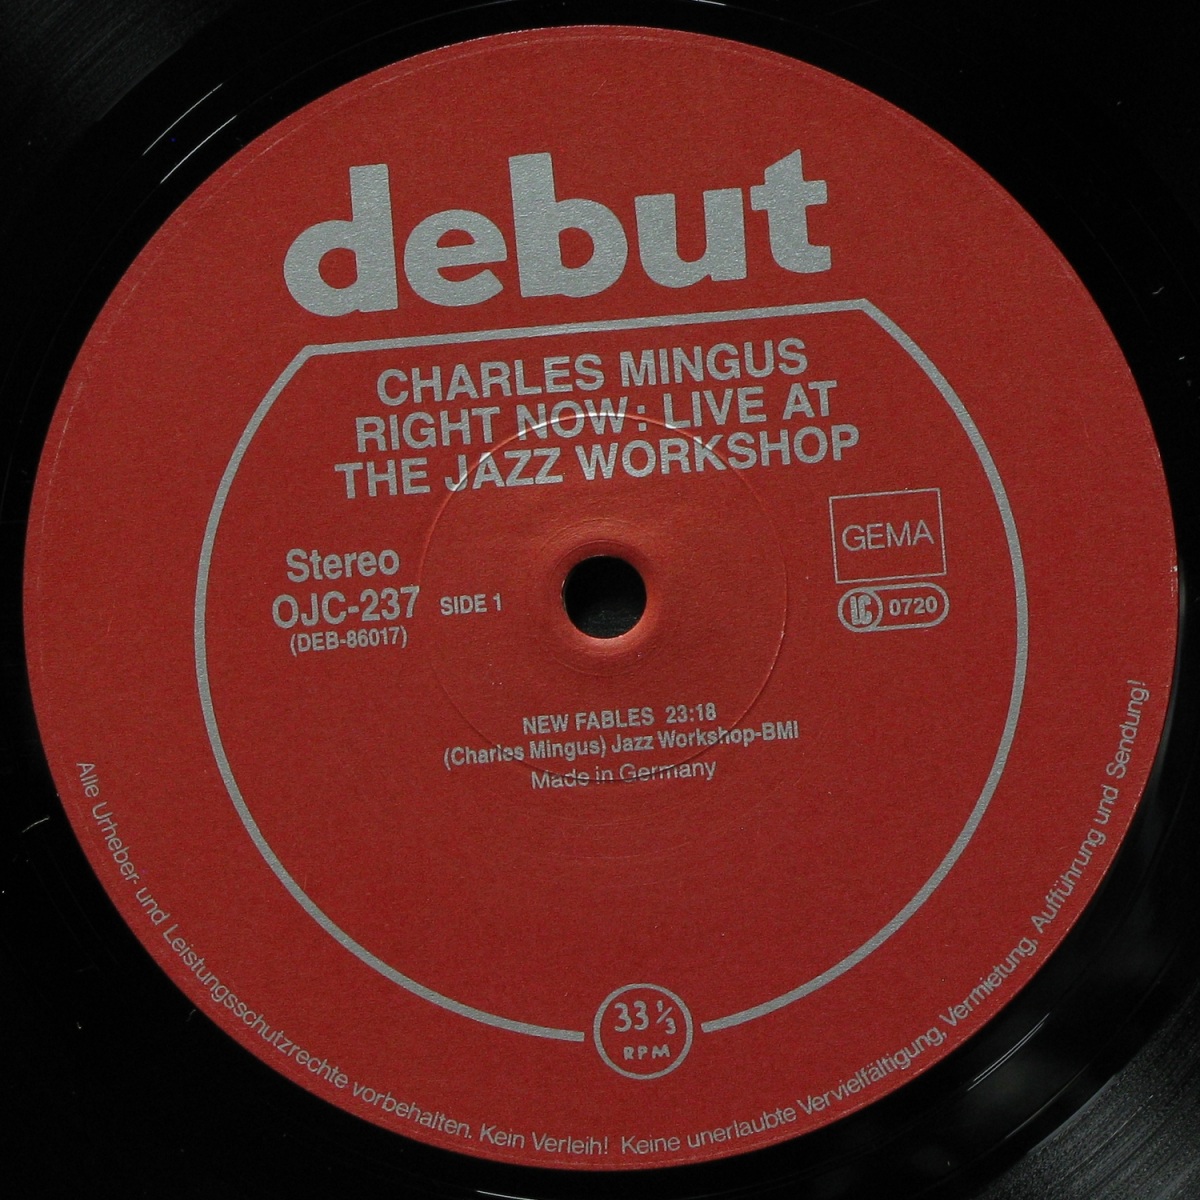 debut
CHARLES MINGUS
RIGHT NOW: LIVE AT
THE JAZZ WORKSHOP
Stereo
OJC-237
(DEB-86017)
SIDE 1
GEMA
LC 0720
NEW FABLES 23:18
(Charles Mingus) Jazz Workshop-BMI
Made in Germany
33 1/3
RPM
Alle Urheber- und Leistungsschutzrechte vorbehalten. Kein Verleih! Keine unerlaubte Vervielfältigung, Vermietung, Aufführung und Sendung!